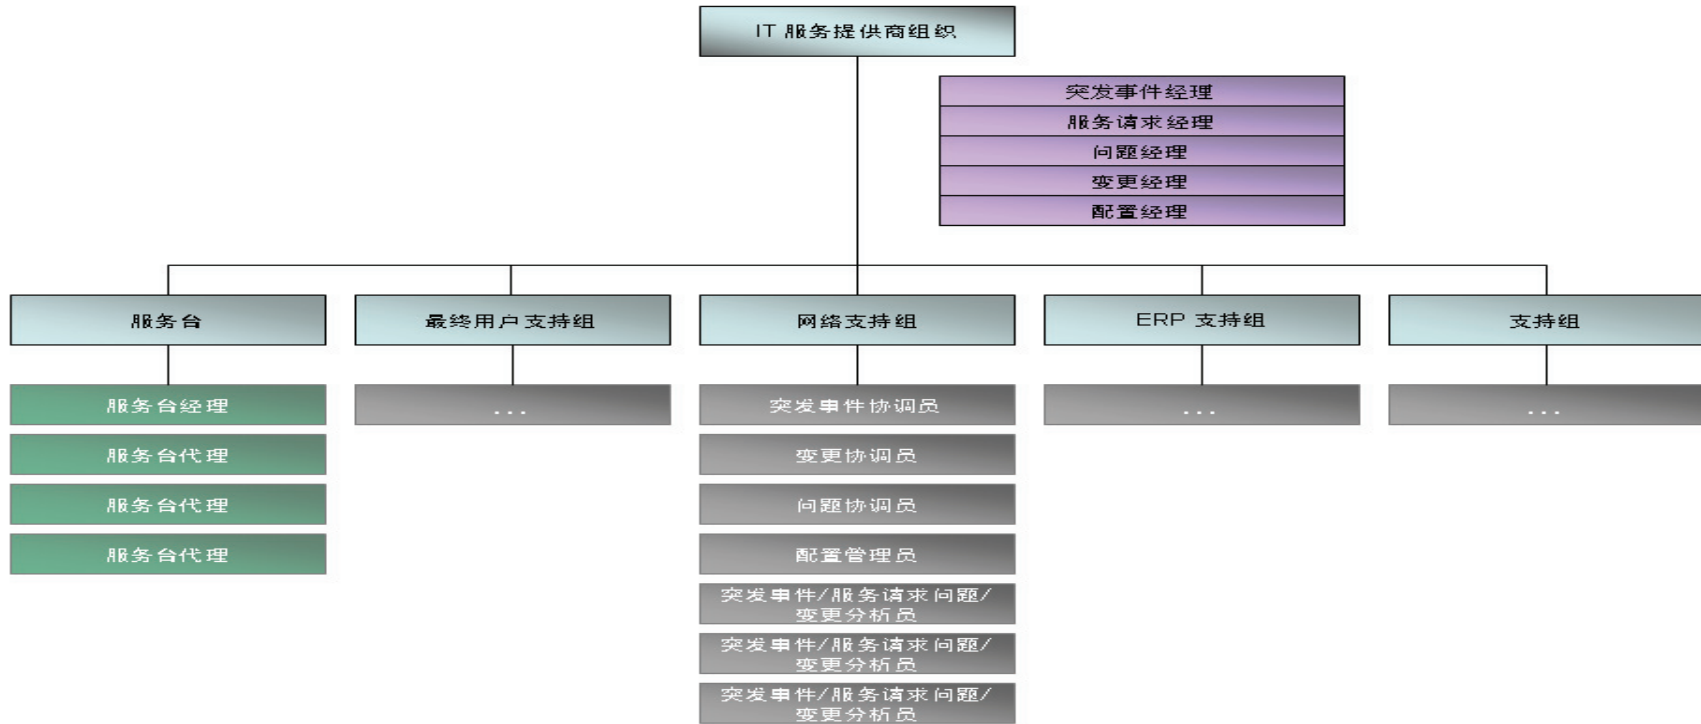 IT 服务提供商组织
突发事件经理
服务请求经理
问题经理
变更经理
配置经理
服务台
最终用户支持组
网络支持组
ERP 支持组
支持组
服务台经理
服务台代理
服务台代理
服务台代理
...
突发事件协调员
变更协调员
问题协调员
配置管理员
突发事件/服务请求问题/
变更分析员
突发事件/服务请求问题/
变更分析员
突发事件/服务请求问题/
变更分析员
...
...